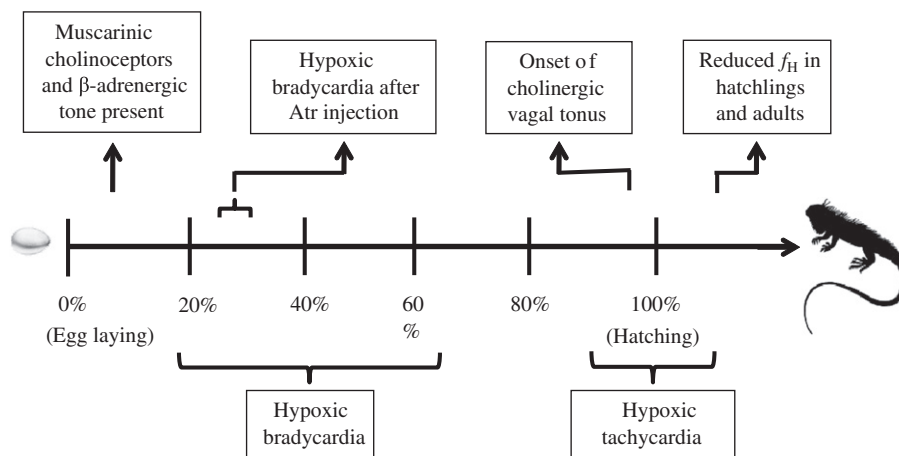 Muscarinic
cholinoceptors
and β-adrenergic
tone present
Hypoxic
bradycardia after
Atr injection
Onset of
cholinergic
vagal tonus
Reduced fH in
hatchlings
and adults
0%
(Egg laying)
20%
40%
60
%
80%
100%
(Hatching)
Hypoxic
bradycardia
Hypoxic
tachycardia